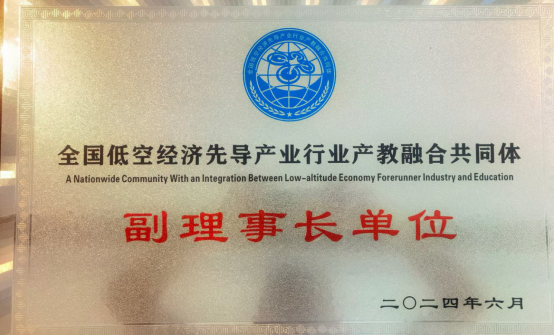 全国低空经济先导产业行业产教融合共同体
A Nationwide Community With an Integration Between Low-altitude Economy Forerunner Industry and Education
副理事长单位
二〇二四年六月